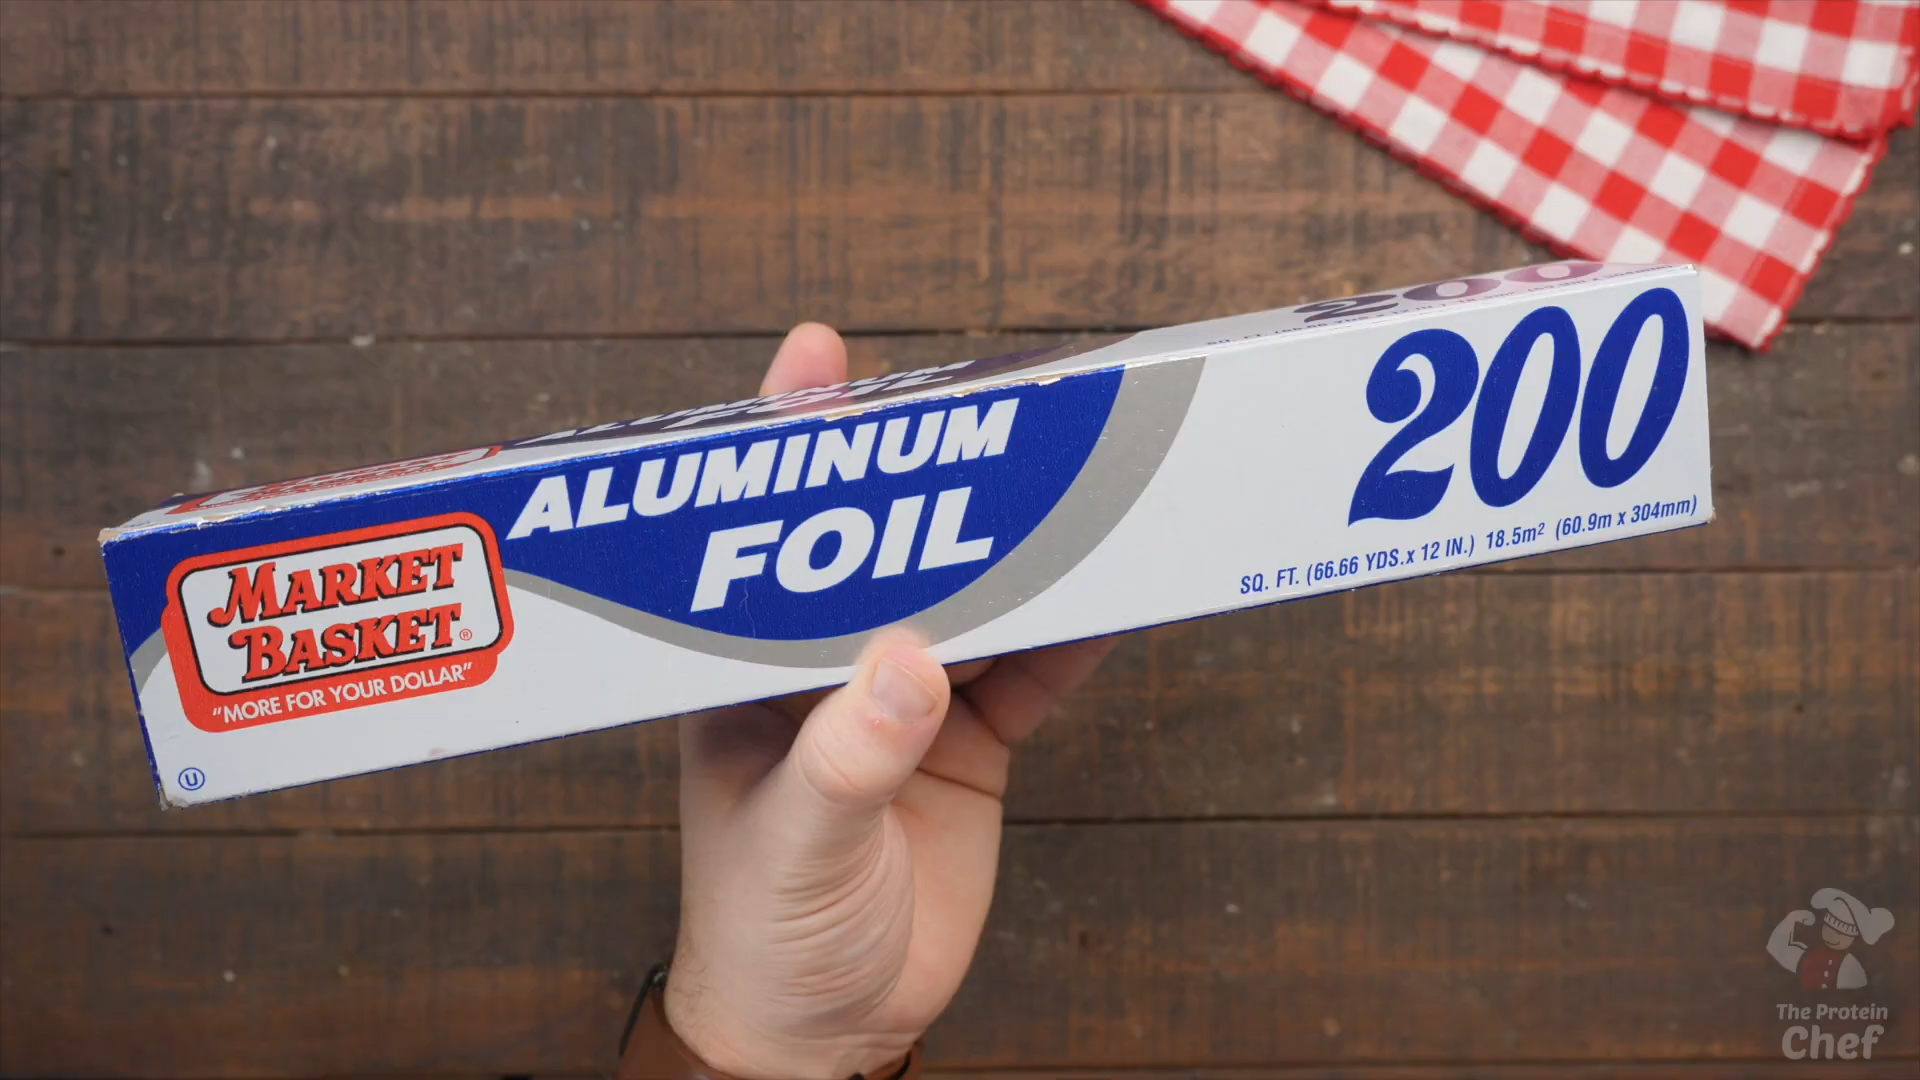 ALUMINUM
FOIL
200
SQ. FT. (66.66 YDS.x 12 IN.) 18.5m² (60.9m x 304mm)
MARKET
BASKET®
"MORE FOR YOUR DOLLAR"
U
The Protein
Chef